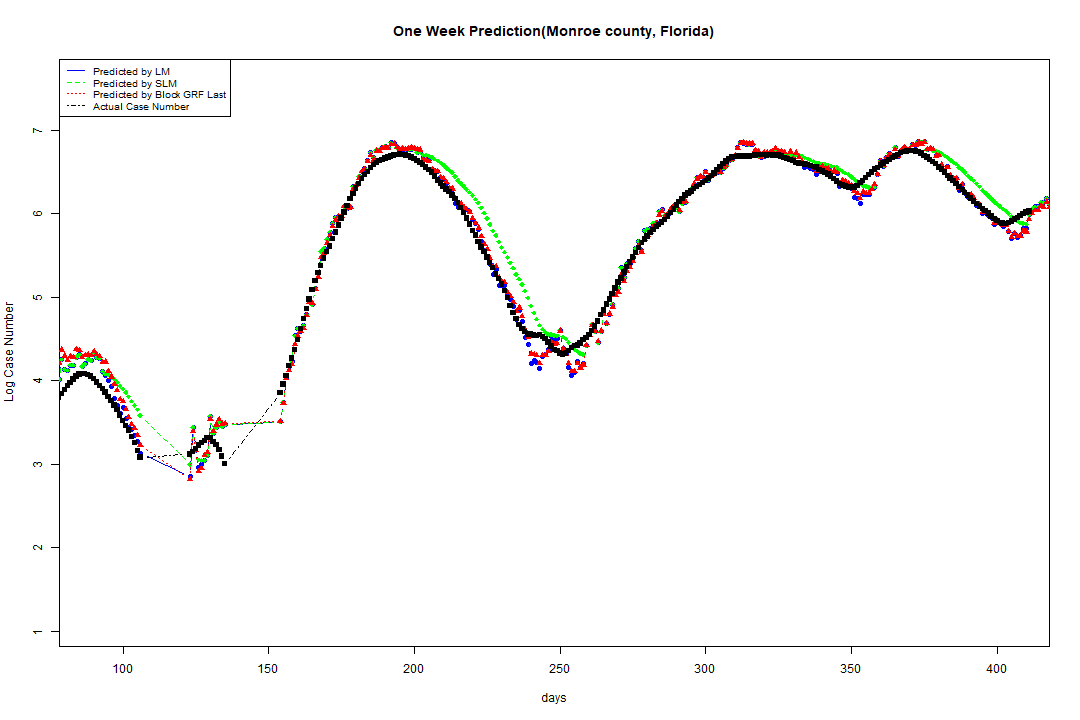 One Week Prediction(Monroe county, Florida)
Predicted by LM
Predicted by SLM
Predicted by Block GRF Last
Actual Case Number
7
6
5
4
3
2
1
Log Case Number
100 150 200 250 300 350 400
days